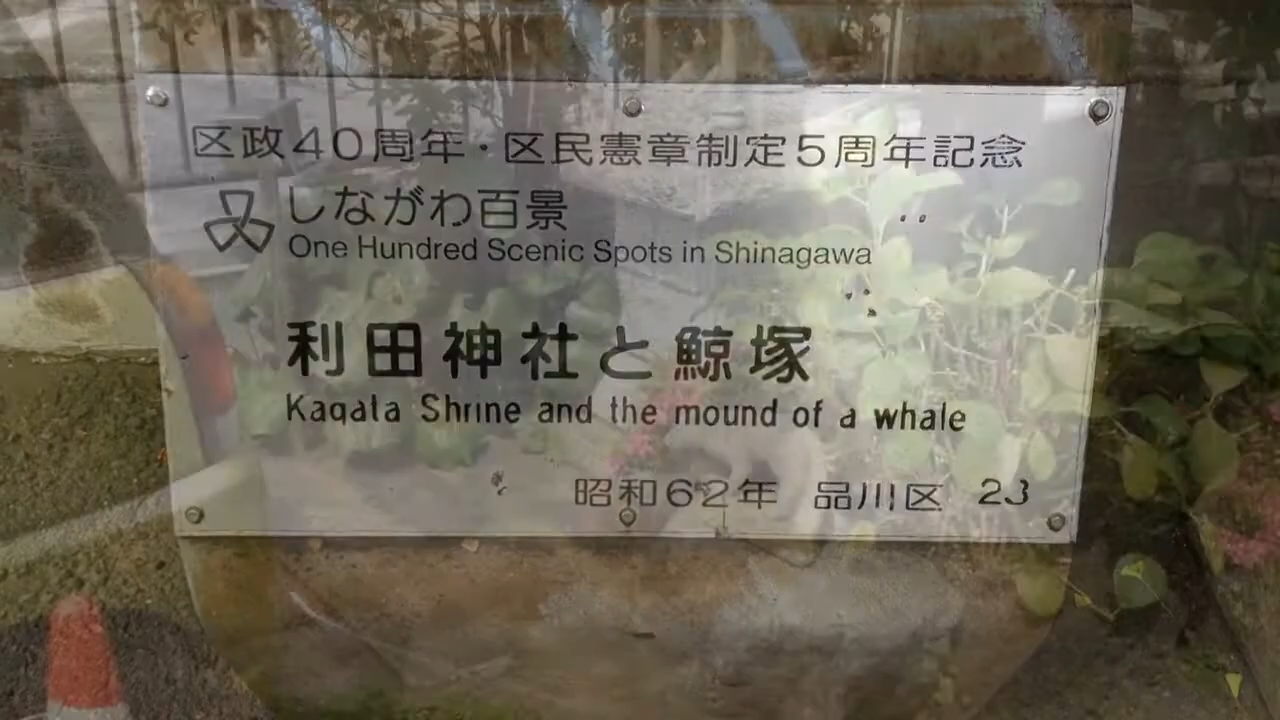 区政40周年・区民憲章制定5周年記念
しながわ百景
One Hundred Scenic Spots in Shinagawa
利田神社と鯨塚
Kagata Shrine and the mound of a whale
昭和62年 品川区 23